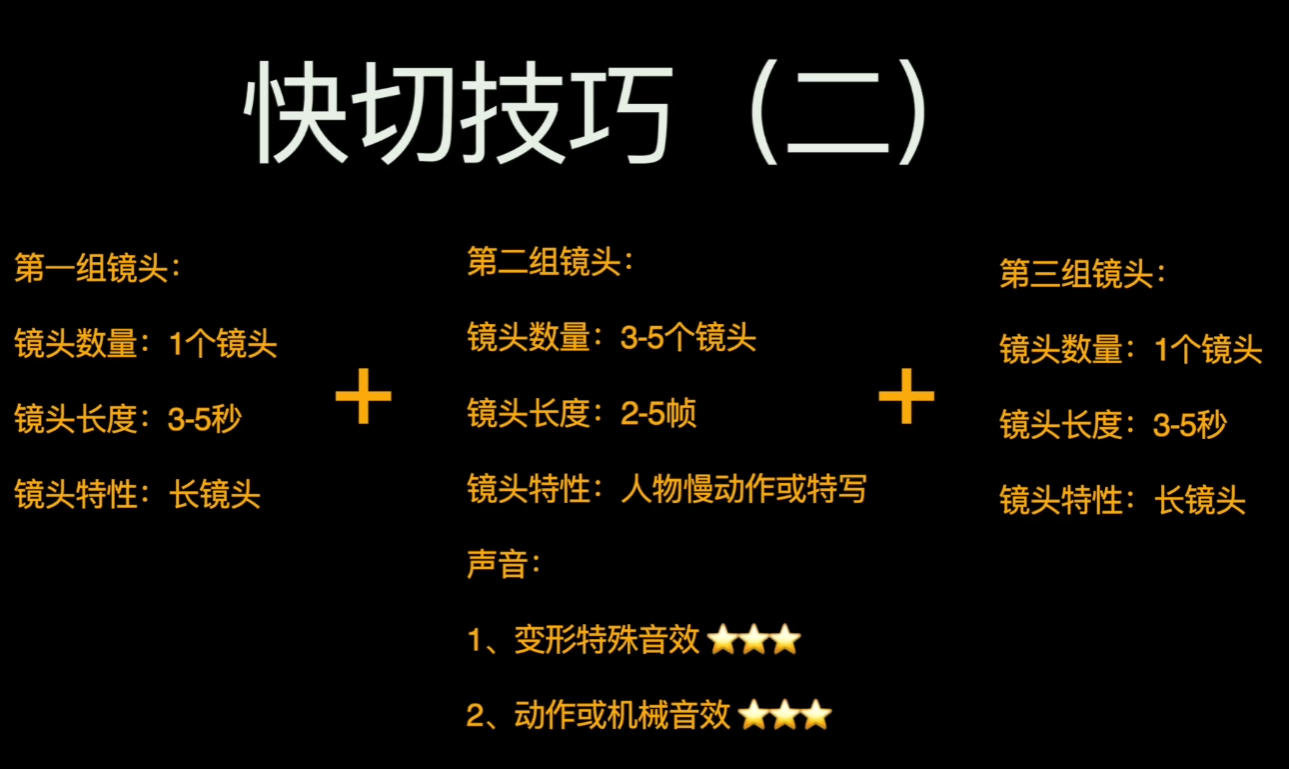 快切技巧（二）
第一组镜头：
镜头数量：1个镜头
镜头长度：3-5秒
镜头特性：长镜头
+
第二组镜头：
镜头数量：3-5个镜头
镜头长度：2-5帧
镜头特性：人物慢动作或特写
声音：
1、变形特殊音效 ⭐⭐⭐
2、动作或机械音效 ⭐⭐⭐
+
第三组镜头：
镜头数量：1个镜头
镜头长度：3-5秒
镜头特性：长镜头